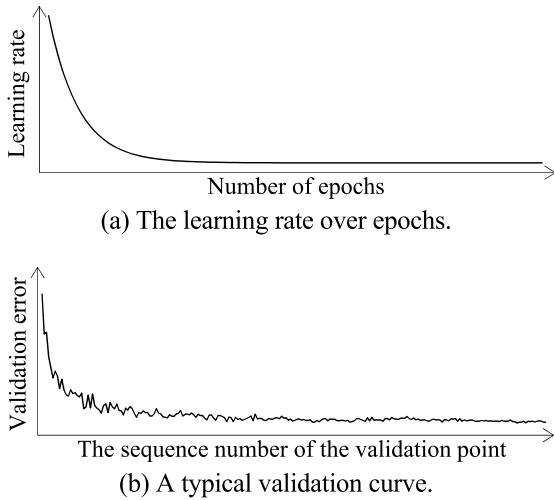 Learning rate
Number of epochs
(a) The learning rate over epochs.
Validation error
The sequence number of the validation point
(b) A typical validation curve.